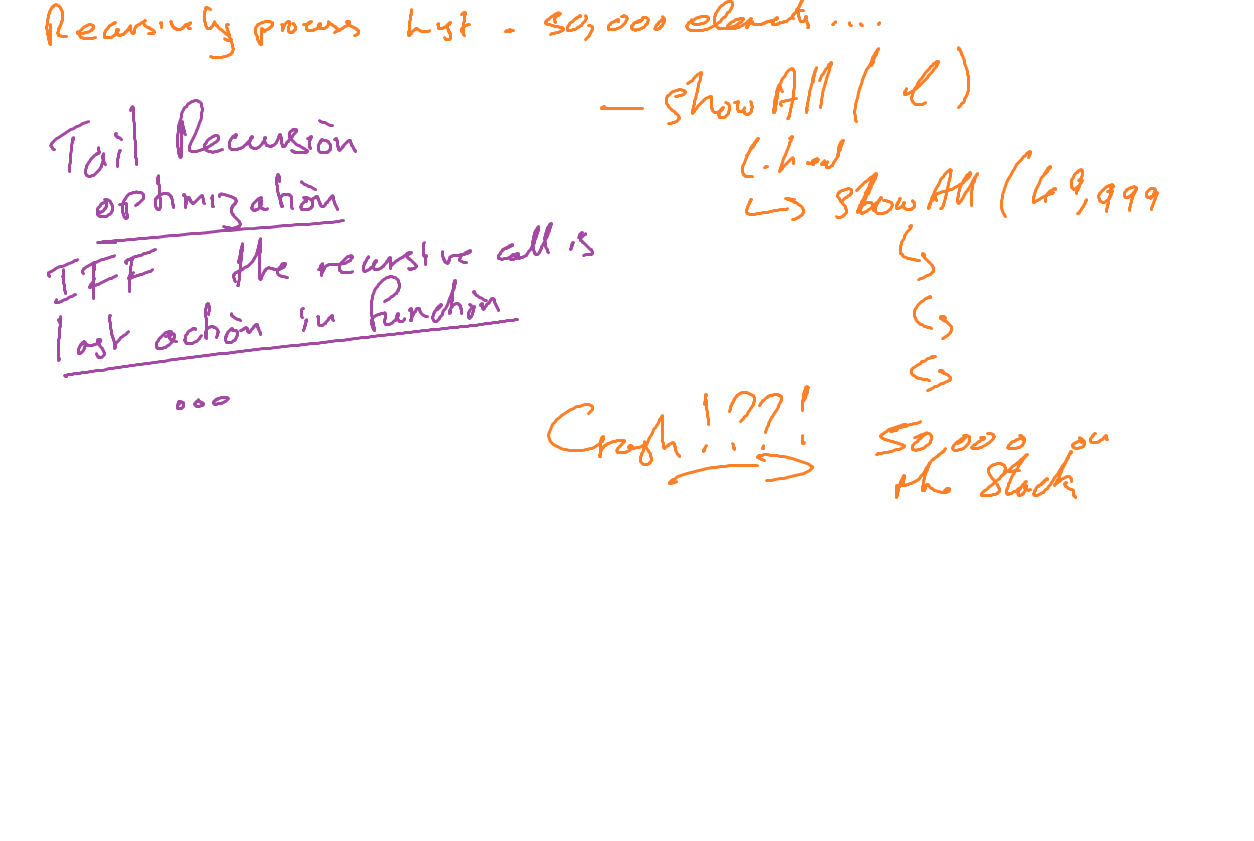 Recursively process List - 50,000 elements ....
— showAll ( l )
l.head
↳ showAll ( 49,999
Tail Recursion
optimization
IFF the recursive call is
last action in function
...
Crash!??!
50,000 on
the Stack